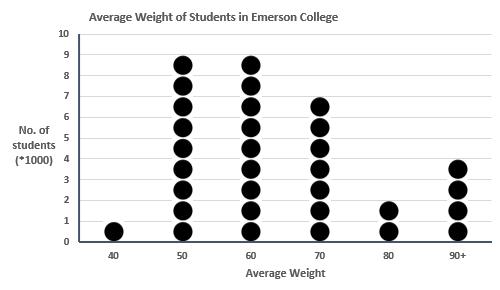 Average Weight of Students in Emerson College
10
9
8
7
6
5
4
3
2
1
0
No. of
students
(*1000)
40 50 60 70 80 90+
Average Weight